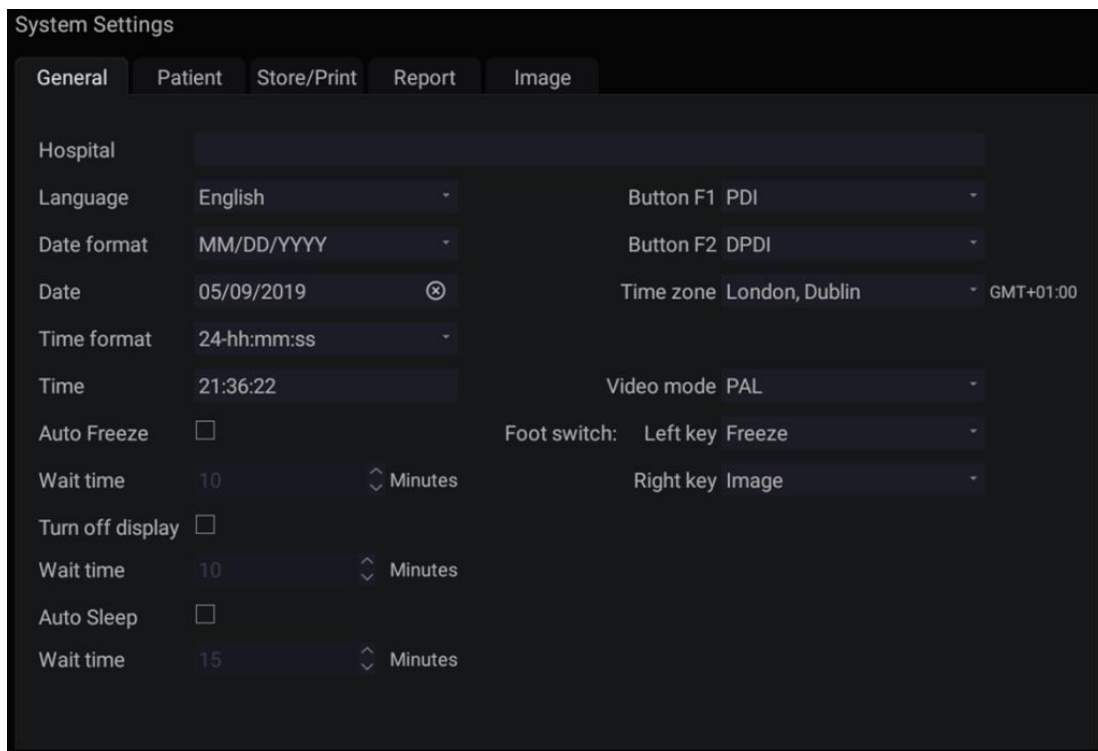 System Settings
General Patient Store/Print Report Image
Hospital
Language English Button F1 PDI
Date format MM/DD/YYYY Button F2 DPDI
Date 05/09/2019 Time zone London, Dublin GMT+01:00
Time format 24-hh:mm:ss
Time 21:36:22 Video mode PAL
Auto Freeze Foot switch: Left key Freeze
Wait time 10 Minutes Right key Image
Turn off display
Wait time 10 Minutes
Auto Sleep
Wait time 15 Minutes